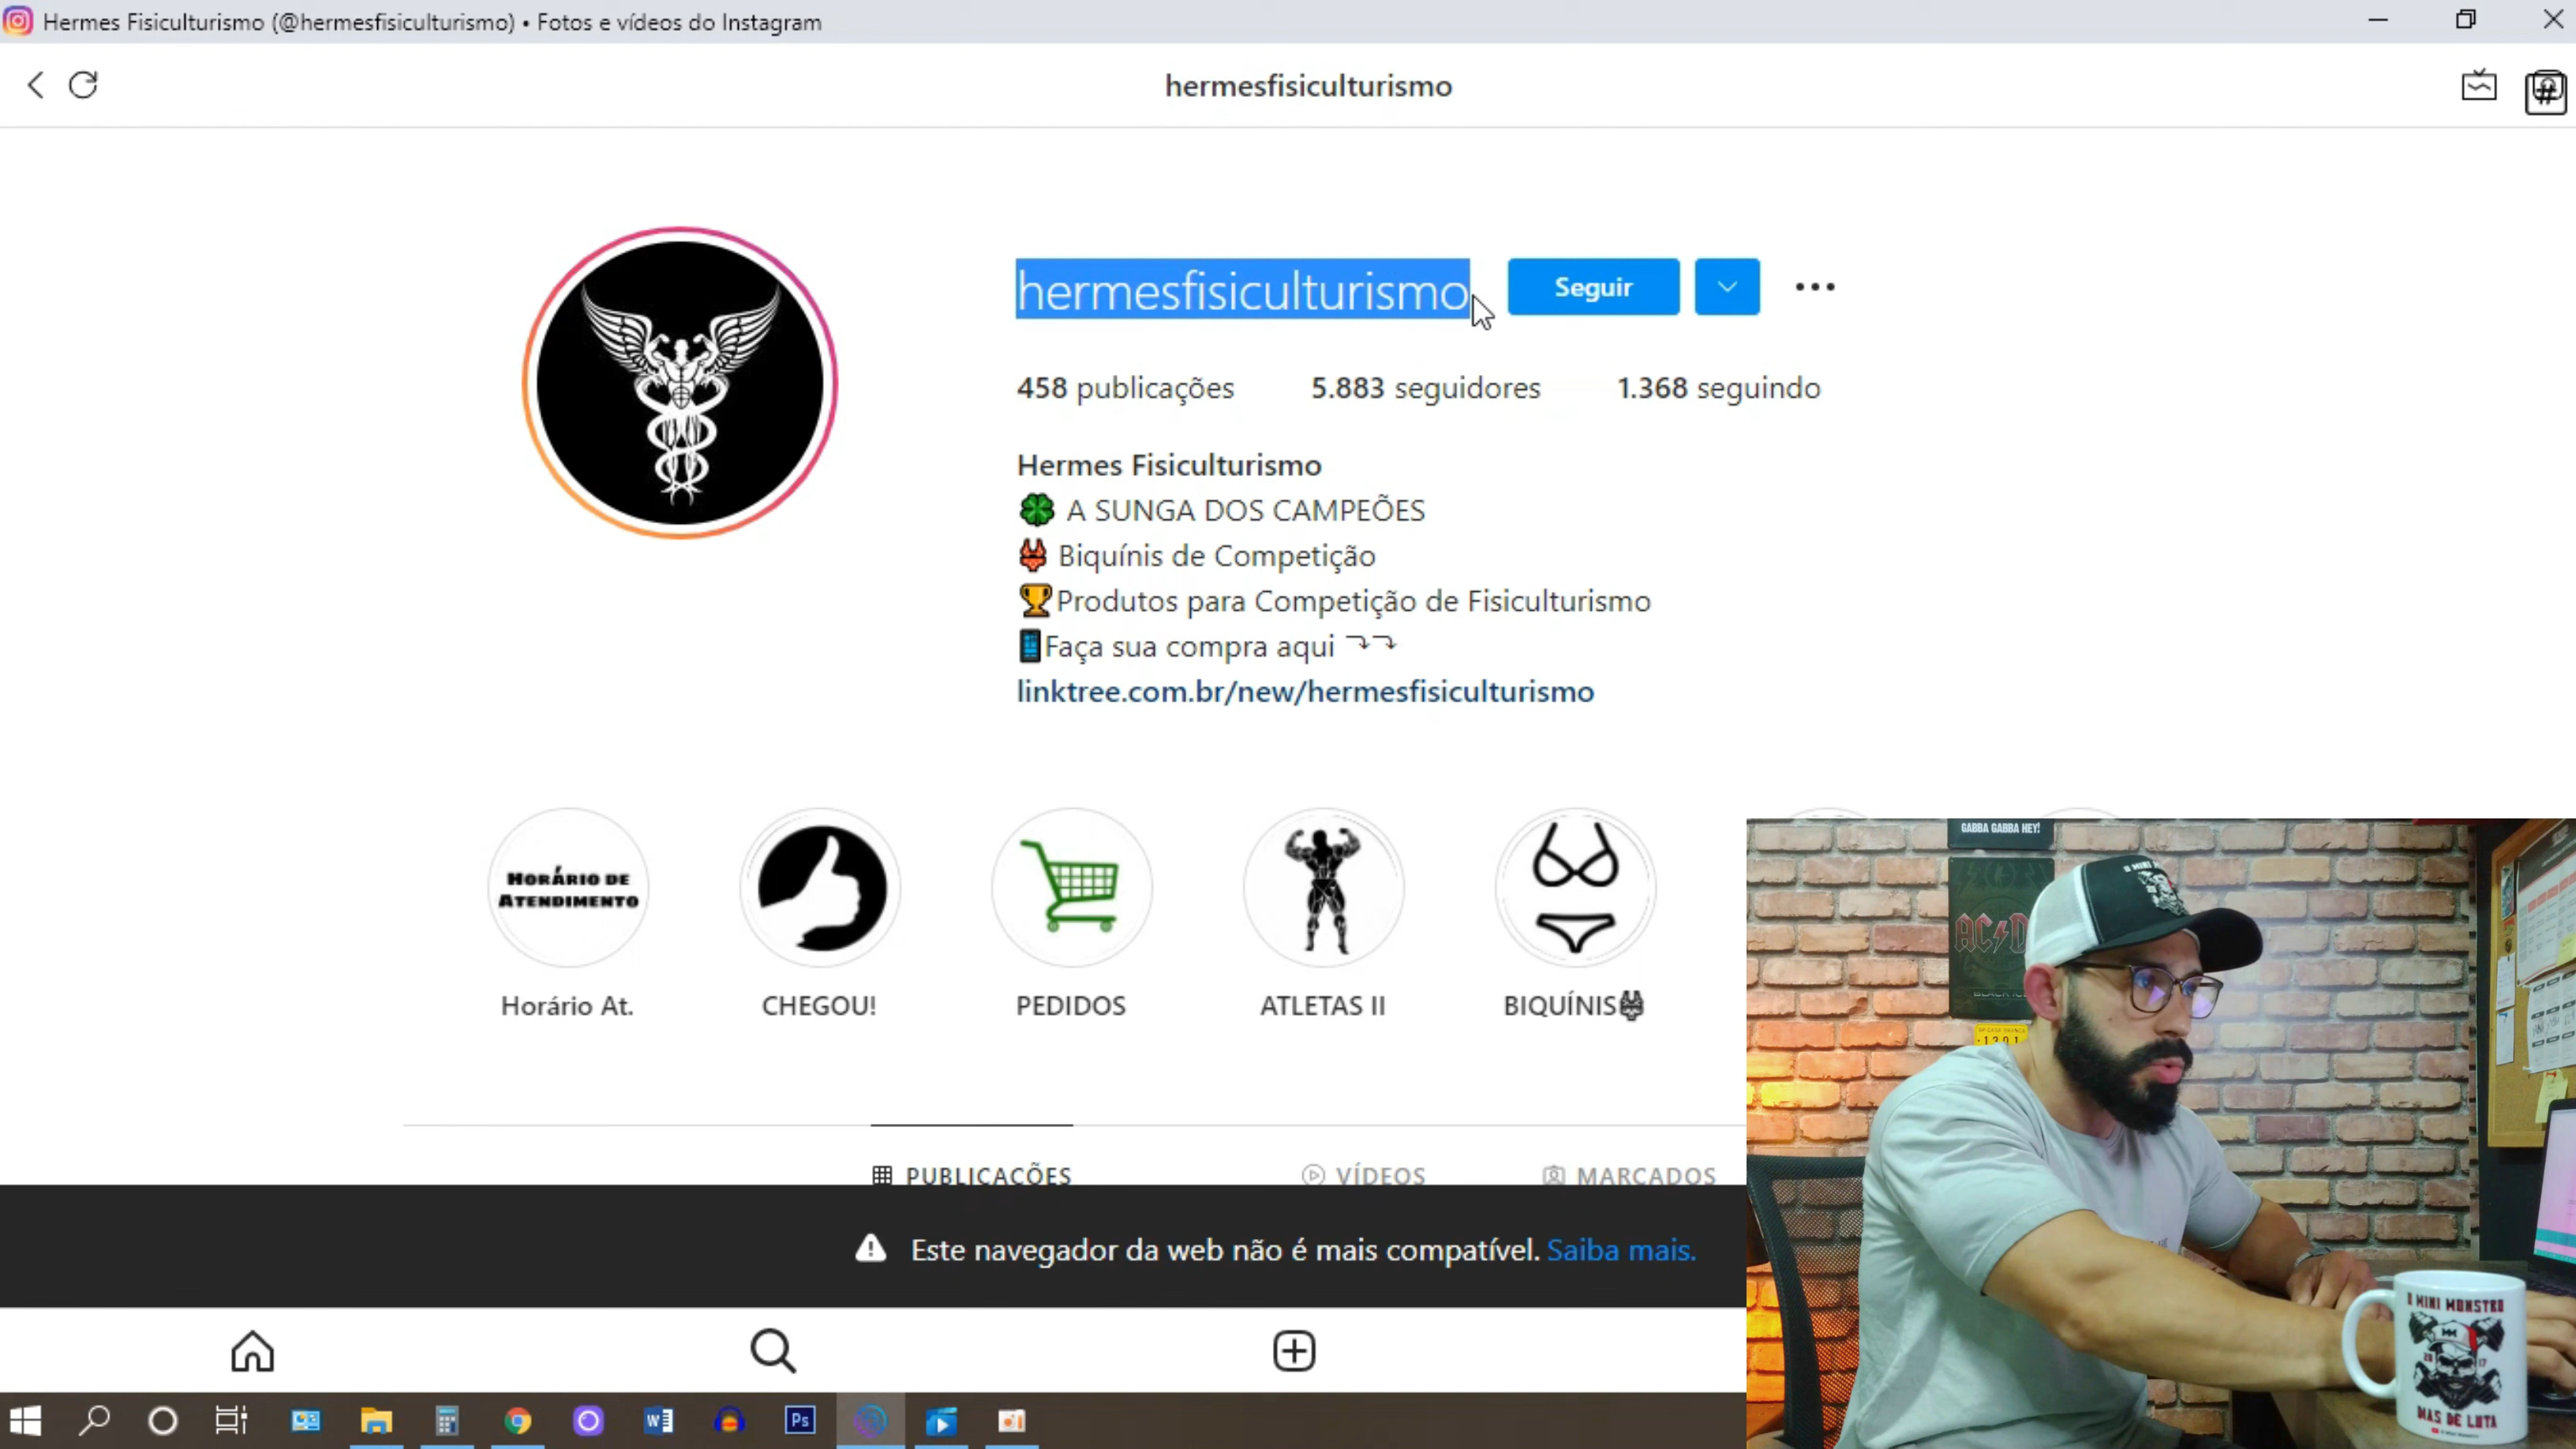 Hermes Fisiculturismo (@hermesfisiculturismo) • Fotos e vídeos do Instagram
hermesfisiculturismo
hermesfisiculturismo
Seguir
458 publicações
5.883 seguidores
1.368 seguindo
Hermes Fisiculturismo
🍀 A SUNGA DOS CAMPEÕES
👙 Biquínis de Competição
🏆Produtos para Competição de Fisiculturismo
📱Faça sua compra aqui ⤵⤵
linktree.com.br/new/hermesfisiculturismo
HORÁRIO DE
ATENDIMENTO
Horário At.
CHEGOU!
PEDIDOS
ATLETAS II
BIQUÍNIS👙
PUBLICAÇÕES
VÍDEOS
MARCADOS
Este navegador da web não é mais compatível. Saiba mais.
GABBA GABBA HEY!
O MINI MONSTRO
20 17
MAS DE LUTA
Ps